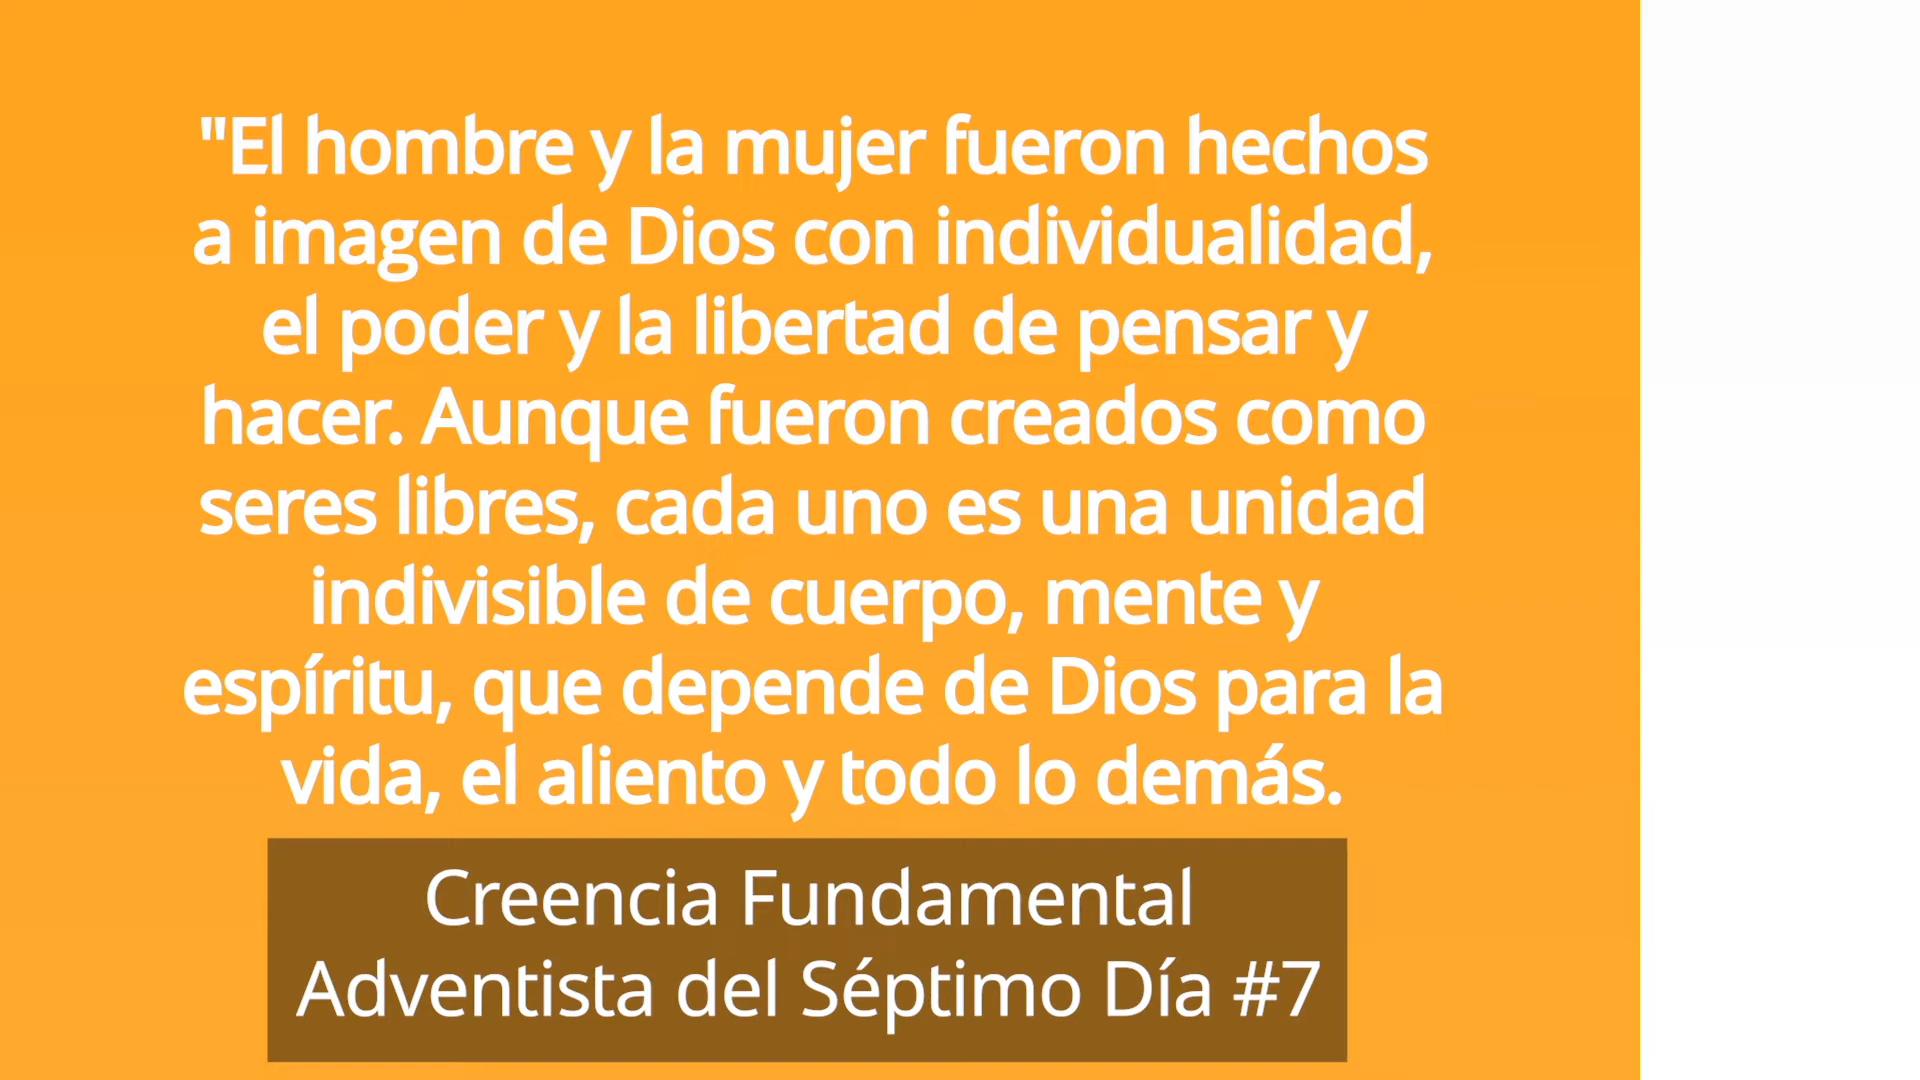 "El hombre y la mujer fueron hechos
a imagen de Dios con individualidad,
el poder y la libertad de pensar y
hacer. Aunque fueron creados como
seres libres, cada uno es una unidad
indivisible de cuerpo, mente y
espíritu, que depende de Dios para la
vida, el aliento y todo lo demás.
Creencia Fundamental
Adventista del Séptimo Día #7